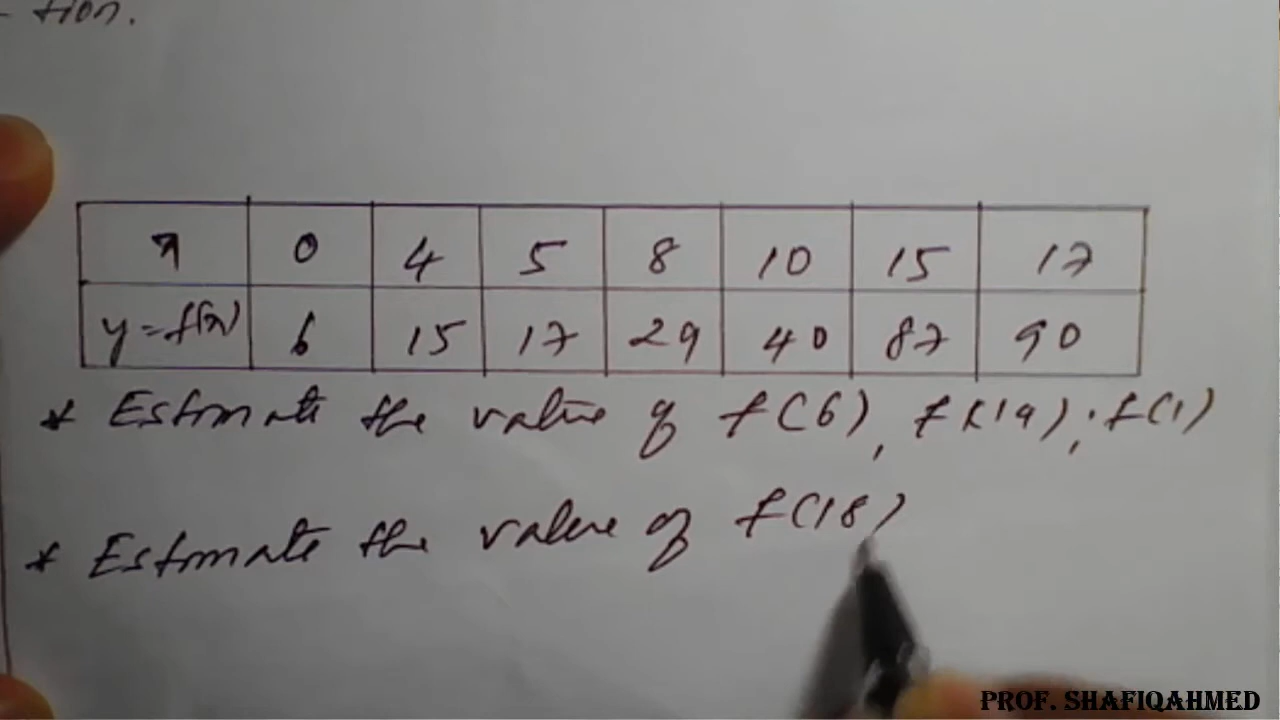 - tion.
x 0 4 5 8 10 15 17
y=f(x) 6 15 17 29 40 87 90
* Estimate the value of f(6), f(14), f(1)
* Estimate the value of f(18)
PROF. SHAFIQAHMED